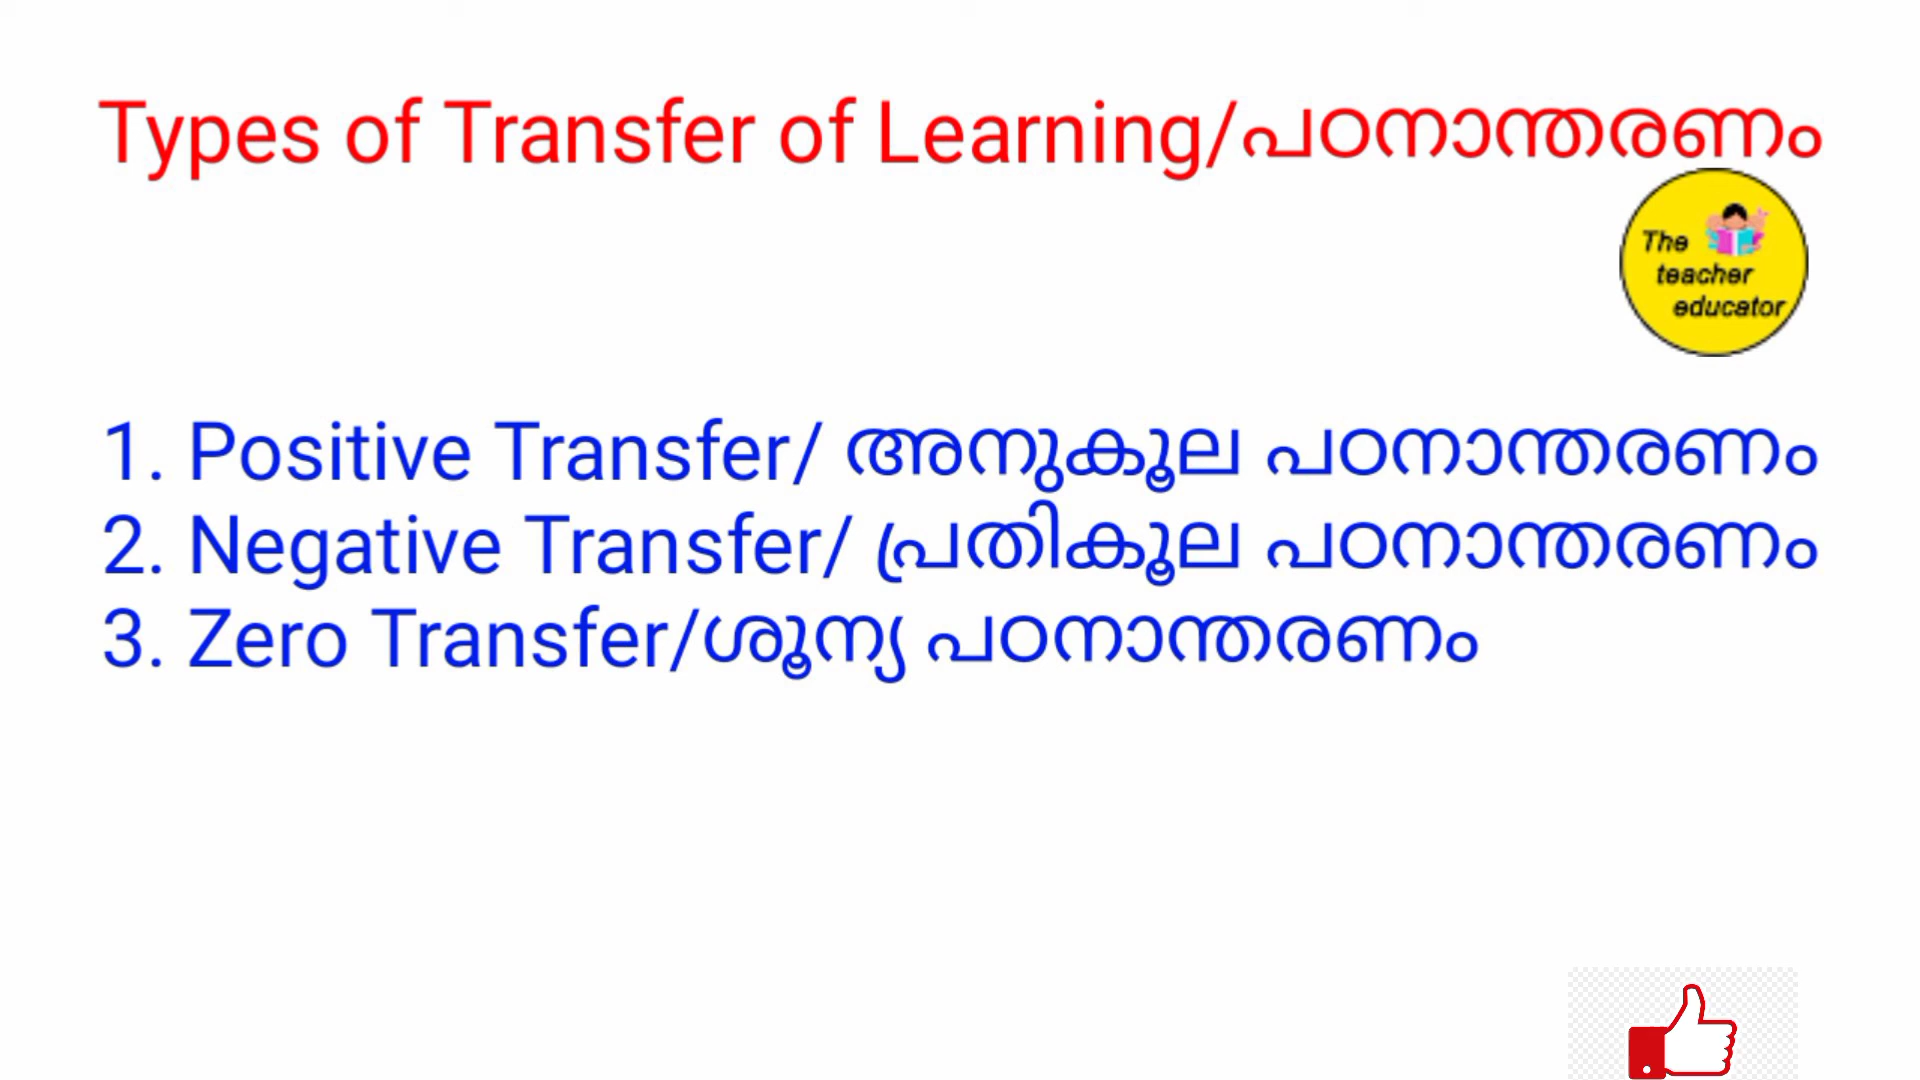 Types of Transfer of Learning/പഠനാന്തരണം
The
teacher
educator
1. Positive Transfer/ അനുകൂല പഠനാന്തരണം
2. Negative Transfer/ പ്രതികൂല പഠനാന്തരണം
3. Zero Transfer/ശൂന്യ പഠനാന്തരണം